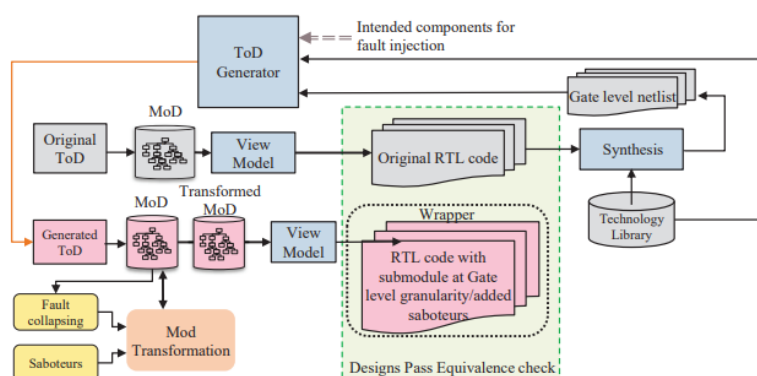 Intended components for
fault injection
ToD
Generator
Gate level netlist
MoD
Original
ToD
View
Model
Original RTL code
Synthesis
Transformed
MoD
MoD
Technology
Library
Wrapper
Generated
ToD
View
Model
RTL code with
submodule at Gate
level granularity/added
saboteurs
Fault
collapsing
Mod
Transformation
Saboteurs
Designs Pass Equivalence check